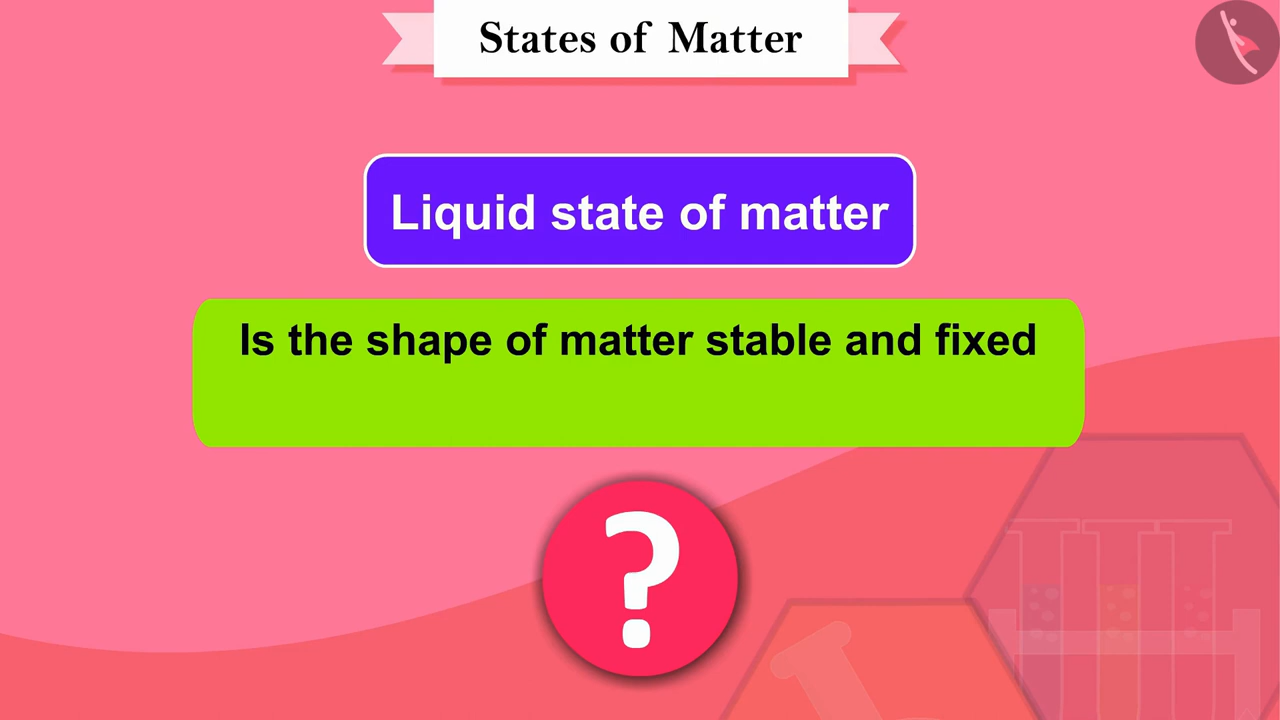 States of Matter
Liquid state of matter
Is the shape of matter stable and fixed
?